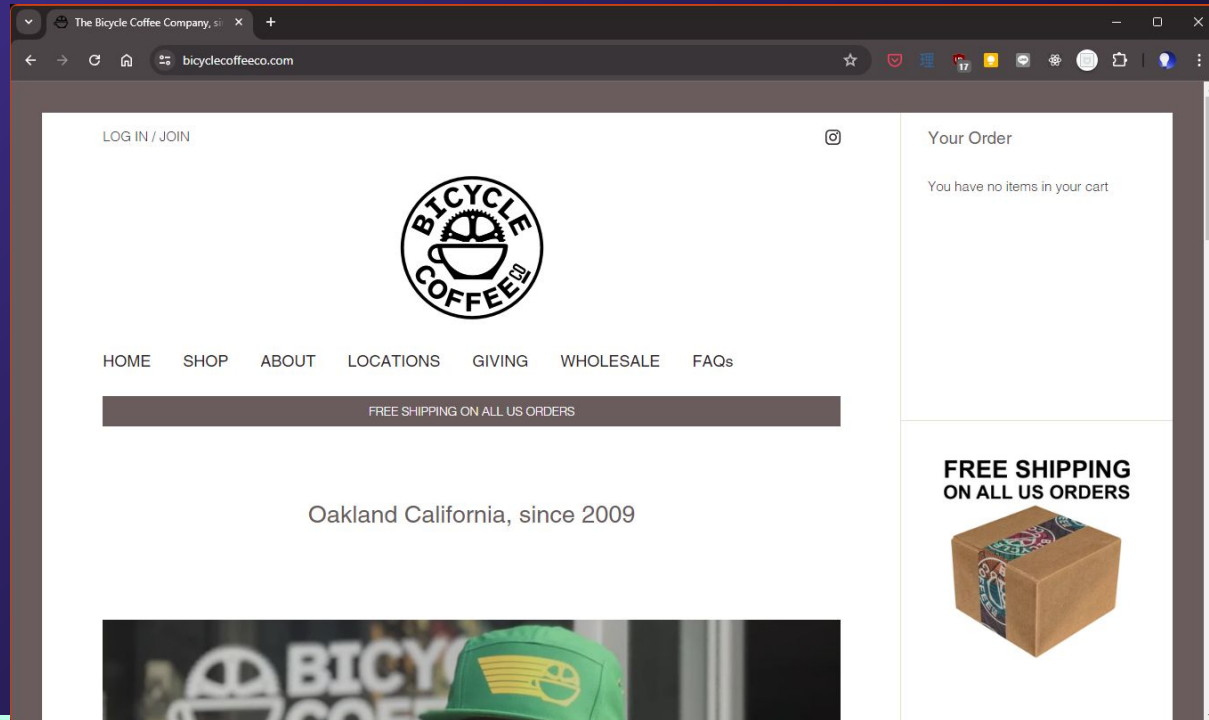 The Bicycle Coffee Company, si
bicyclecoffeeco.com
17
LOG IN / JOIN
BICYCLE
COFFEE CO
HOME SHOP ABOUT LOCATIONS GIVING WHOLESALE FAQs
FREE SHIPPING ON ALL US ORDERS
Oakland California, since 2009
BICYC
COFFE
Your Order
You have no items in your cart
FREE SHIPPING
ON ALL US ORDERS